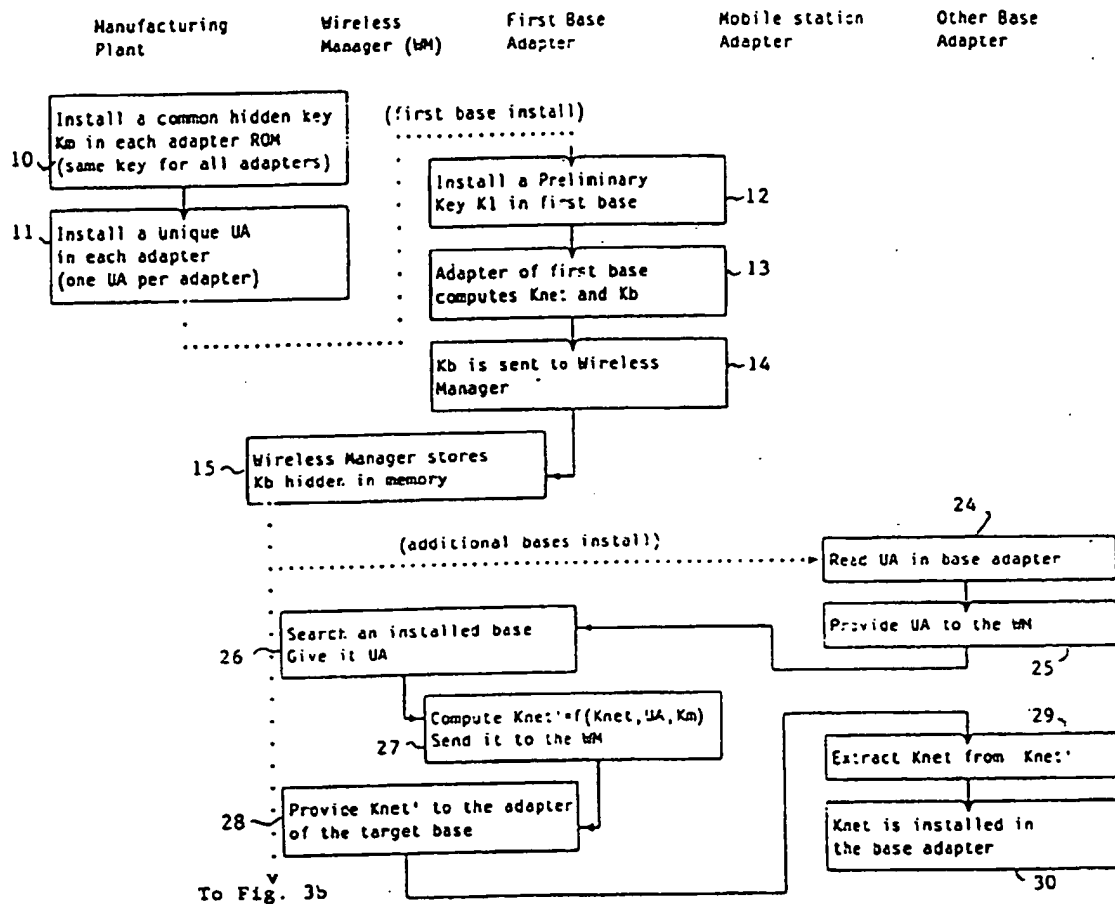 Manufacturing
Plant
Wireless
Manager (WM)
First Base
Adapter
Mobile station
Adapter
Other Base
Adapter
Install a common hidden key
Km in each adapter ROM
(same key for all adapters)
10
11
Install a unique UA
in each adapter
(one UA per adapter)
(first base install)
Install a Preliminary
Key K1 in first base
12
Adapter of first base
computes Knet and Kb
13
Kb is sent to Wireless
Manager
14
15
Wireless Manager stores
Kb hidden in memory
(additional bases install)
24
Read UA in base adapter
Provide UA to the WM
25
Search an installed base
Give it UA
26
Compute Knet'=f(Knet,UA,Km)
Send it to the WM
27
28
Provide Knet' to the adapter
of the target base
29
Extract Knet from Knet'
Knet is installed in
the base adapter
30
To Fig. 3b